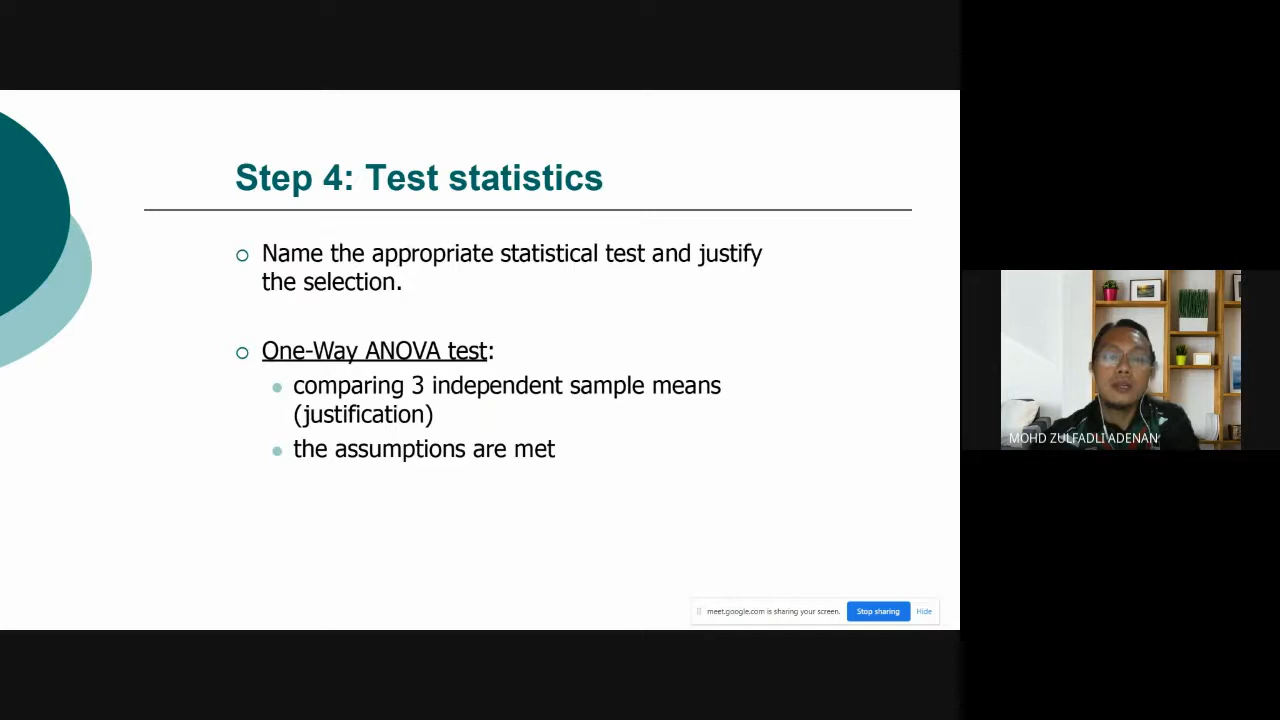 Step 4: Test statistics
Name the appropriate statistical test and justify
the selection.
One-Way ANOVA test:
comparing 3 independent sample means
(justification)
the assumptions are met
meet.google.com is sharing your screen.
Stop sharing
Hide
MOHD ZULFADLI ADENAN